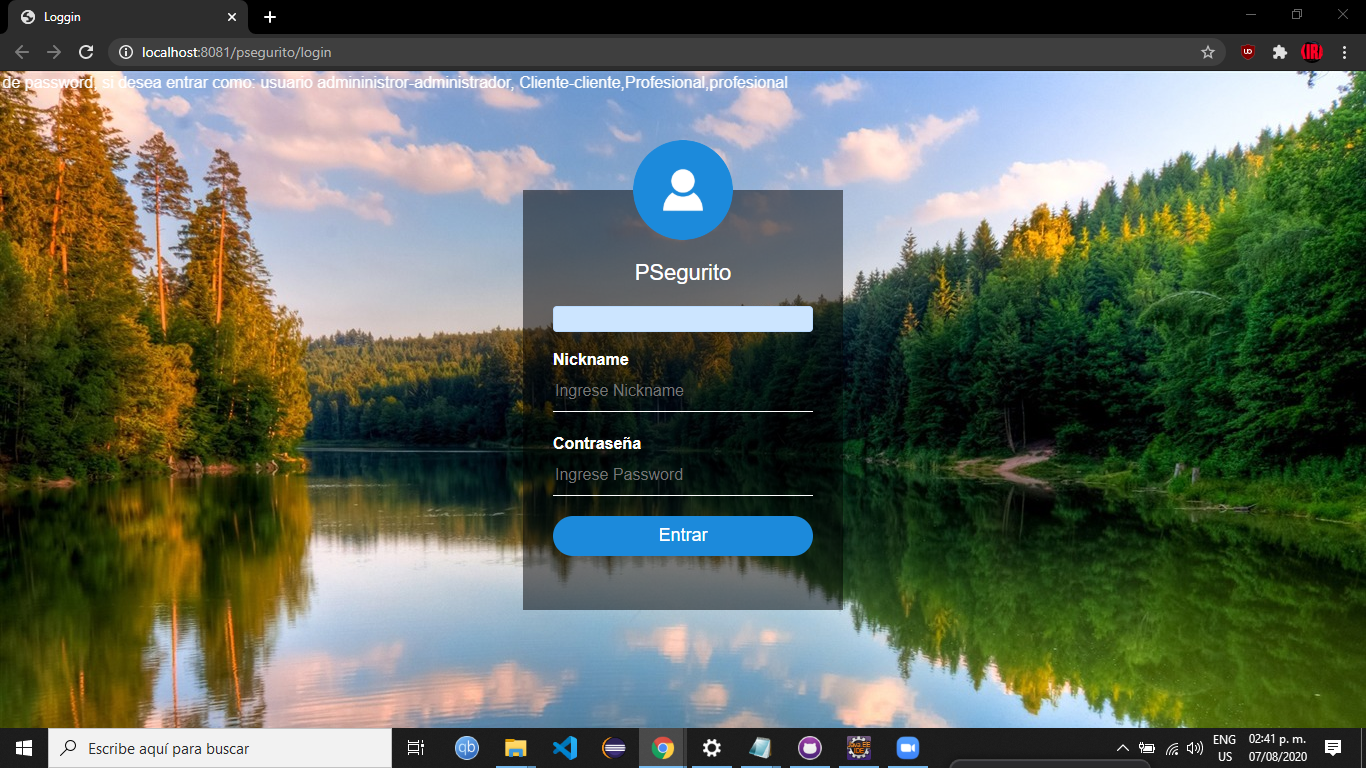 Loggin
localhost:8081/psegurito/login
de password, si desea entrar como: usuario admininistror-administrador, Cliente-cliente,Profesional,profesional
PSegurito
Nickname
Ingrese Nickname
Contraseña
Ingrese Password
Entrar
Escribe aquí para buscar
qb
ENG
US
02:41 p. m.
07/08/2020